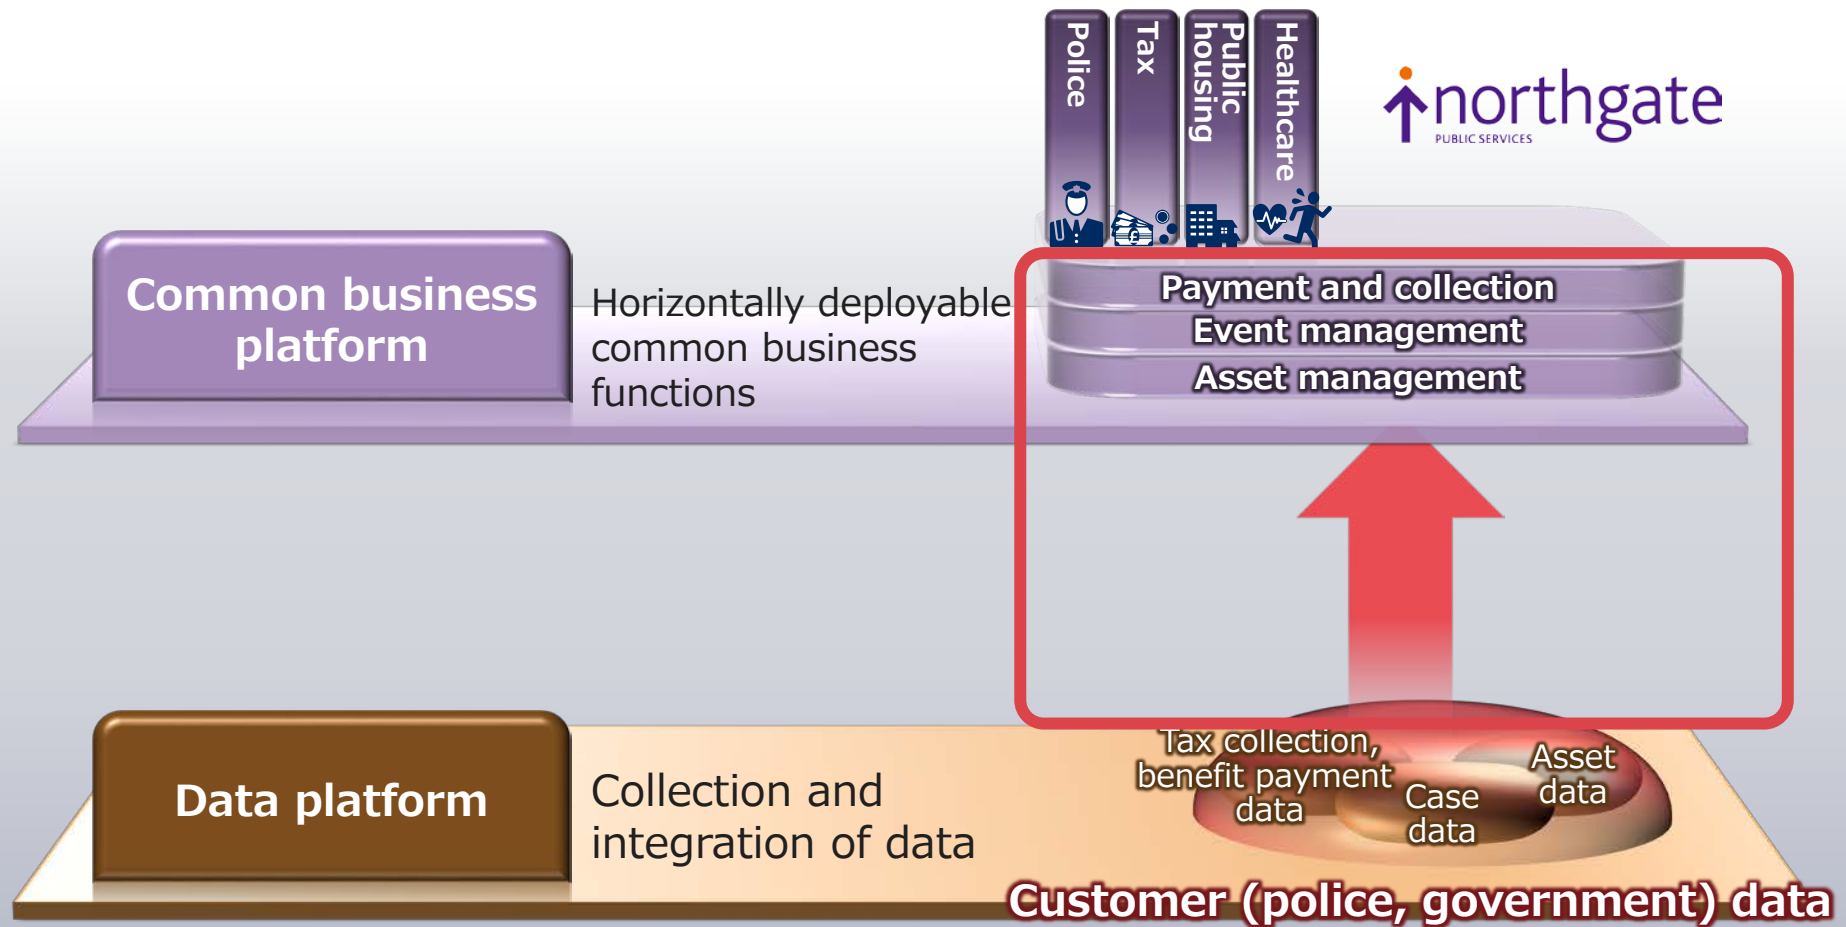 Police
Tax
Public
housing
Healthcare
northgate
PUBLIC SERVICES
£
Common business
platform
Horizontally deployable
common business
functions
Payment and collection
Event management
Asset management
Data platform
Collection and
integration of data
Tax collection,
benefit payment
data
Case
data
Asset
data
Customer (police, government) data